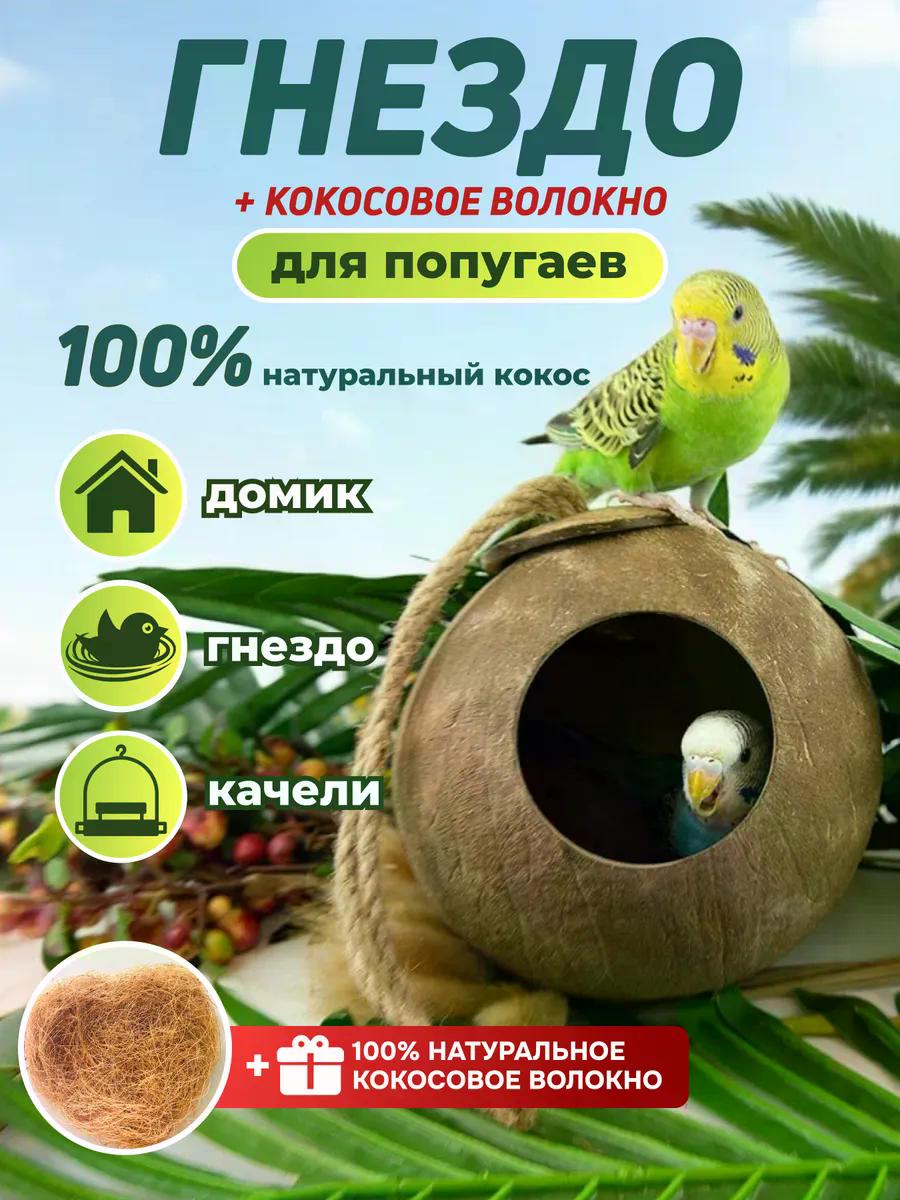 ГНЕЗДО
+ КОКОСОВОЕ ВОЛОКНО
для попугаев
100% натуральный кокос
домик
гнездо
качели
+ 100% НАТУРАЛЬНОЕ
КОКОСОВОЕ ВОЛОКНО